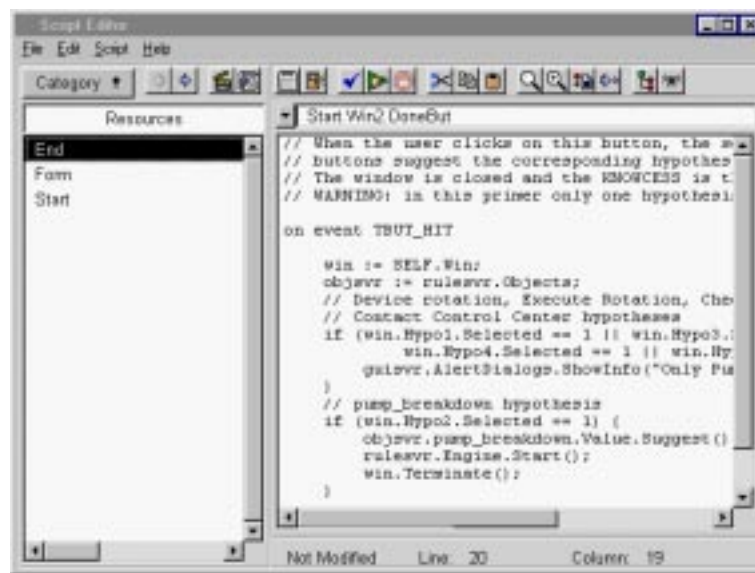 Script Editor
File Edit Script Help
Category
Resources
End
Form
Start
Start.Win2.DoneBut
// When the user clicks on this button, the
// buttons suggest the corresponding hypothes
// The window is closed and the KNOWCESS is
// WARNING: in this primer only one hypothesi
on event TBUT_HIT
win := SELF.Win;
objsvr := rulesvr.Objects;
// Device rotation, Execute Rotation, Che
// Contact Control Center hypotheses
if (win.Hypo1.Selected == 1 || win.Hypo3.
win.Hypo4.Selected == 1 || win.Hy
guisvr.AlertDialogs.ShowInfo("Only Pu
}
// pump_breakdown hypothesis
if (win.Hypo2.Selected == 1) {
objsvr.pump_breakdown.Value.Suggest()
rulesvr.Engine.Start();
win.Terminate();
}
Not Modified Line: 20 Column: 19